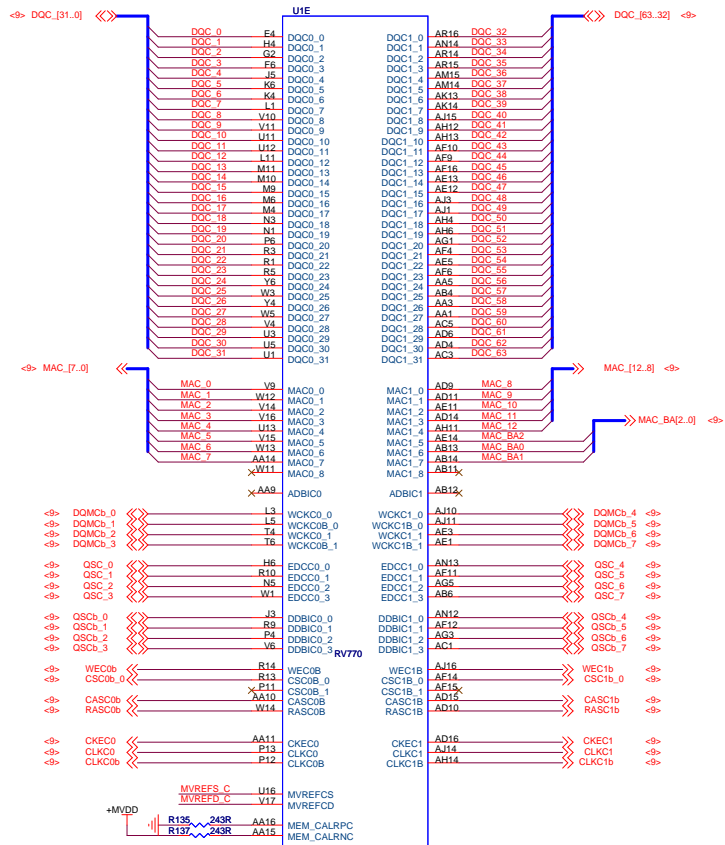 U1E
<9> DQC_[31..0] DQC_[63..32] <9>
DQC_0 E4 DQC0_0 DQC1_0 AR16 DQC_32
DQC_1 H4 DQC0_1 DQC1_1 AN14 DQC_33
DQC_2 G2 DQC0_2 DQC1_2 AR14 DQC_34
DQC_3 F6 DQC0_3 DQC1_3 AR15 DQC_35
DQC_4 J5 DQC0_4 DQC1_4 AM15 DQC_36
DQC_5 K6 DQC0_5 DQC1_5 AM14 DQC_37
DQC_6 K4 DQC0_6 DQC1_6 AK13 DQC_38
DQC_7 L1 DQC0_7 DQC1_7 AK14 DQC_39
DQC_8 V10 DQC0_8 DQC1_8 AJ15 DQC_40
DQC_9 V11 DQC0_9 DQC1_9 AH12 DQC_41
DQC_10 U11 DQC0_10 DQC1_10 AH13 DQC_42
DQC_11 U12 DQC0_11 DQC1_11 AF10 DQC_43
DQC_12 L11 DQC0_12 DQC1_12 AF9 DQC_44
DQC_13 M11 DQC0_13 DQC1_13 AF16 DQC_45
DQC_14 M10 DQC0_14 DQC1_14 AE13 DQC_46
DQC_15 M9 DQC0_15 DQC1_15 AE12 DQC_47
DQC_16 M6 DQC0_16 DQC1_16 AJ3 DQC_48
DQC_17 M4 DQC0_17 DQC1_17 AJ1 DQC_49
DQC_18 N3 DQC0_18 DQC1_18 AH4 DQC_50
DQC_19 N1 DQC0_19 DQC1_19 AH6 DQC_51
DQC_20 P6 DQC0_20 DQC1_20 AG1 DQC_52
DQC_21 R3 DQC0_21 DQC1_21 AF4 DQC_53
DQC_22 R1 DQC0_22 DQC1_22 AE5 DQC_54
DQC_23 R5 DQC0_23 DQC1_23 AF6 DQC_55
DQC_24 Y6 DQC0_24 DQC1_24 AA5 DQC_56
DQC_25 W3 DQC0_25 DQC1_25 AB4 DQC_57
DQC_26 Y4 DQC0_26 DQC1_26 AA3 DQC_58
DQC_27 W5 DQC0_27 DQC1_27 AA1 DQC_59
DQC_28 V4 DQC0_28 DQC1_28 AC5 DQC_60
DQC_29 U3 DQC0_29 DQC1_29 AD6 DQC_61
DQC_30 U5 DQC0_30 DQC1_30 AD4 DQC_62
DQC_31 U1 DQC0_31 DQC1_31 AC3 DQC_63
<9> MAC_[7..0] MAC_[12..8] <9>
MAC_0 V9 MAC0_0 MAC1_0 AD9 MAC_8
MAC_1 W12 MAC0_1 MAC1_1 AD11 MAC_9
MAC_2 V14 MAC0_2 MAC1_2 AE11 MAC_10
MAC_3 V16 MAC0_3 MAC1_3 AD14 MAC_11
MAC_4 U13 MAC0_4 MAC1_4 AH11 MAC_12
MAC_BA[2..0] <9>
MAC_5 V15 MAC0_5 MAC1_5 AE14 MAC_BA2
MAC_6 W13 MAC0_6 MAC1_6 AB13 MAC_BA0
MAC_7 AA14 MAC0_7 MAC1_7 AB14 MAC_BA1
W11 MAC0_8 MAC1_8 AB11
AA9 ADBIC0 ADBIC1 AB12
<9> DQMCb_0 L3 WCKC0_0 WCKC1_0 AJ10 DQMCb_4 <9>
<9> DQMCb_1 L5 WCKC0B_0 WCKC1B_0 AJ11 DQMCb_5 <9>
<9> DQMCb_2 T4 WCKC0_1 WCKC1_1 AE3 DQMCb_6 <9>
<9> DQMCb_3 T6 WCKC0B_1 WCKC1B_1 AE1 DQMCb_7 <9>
<9> QSC_0 H6 EDCC0_0 EDCC1_0 AN13 QSC_4 <9>
<9> QSC_1 R10 EDCC0_1 EDCC1_1 AF11 QSC_5 <9>
<9> QSC_2 N5 EDCC0_2 EDCC1_2 AG5 QSC_6 <9>
<9> QSC_3 W1 EDCC0_3 EDCC1_3 AB6 QSC_7 <9>
<9> QSCb_0 J3 DDBIC0_0 DDBIC1_0 AN12 QSCb_4 <9>
<9> QSCb_1 R9 DDBIC0_1 DDBIC1_1 AF12 QSCb_5 <9>
<9> QSCb_2 P4 DDBIC0_2 DDBIC1_2 AG3 QSCb_6 <9>
<9> QSCb_3 V6 DDBIC0_3 DDBIC1_3 AC1 QSCb_7 <9>
RV770
<9> WEC0b R14 WEC0B WEC1B AJ16 WEC1b <9>
<9> CSC0b_0 R13 CSC0B_0 CSC1B_0 AF14 CSC1b_0 <9>
P11 CSC0B_1 CSC1B_1 AF15
<9> CASC0b AA10 CASC0B CASC1B AD15 CASC1b <9>
<9> RASC0b W14 RASC0B RASC1B AD10 RASC1b <9>
<9> CKEC0 AA11 CKEC0 CKEC1 AD16 CKEC1 <9>
<9> CLKC0 P13 CLKC0 CLKC1 AJ14 CLKC1 <9>
<9> CLKC0b P12 CLKC0B CLKC1B AH14 CLKC1b <9>
MVREFS_C U16 MVREFCS
MVREFD_C V17 MVREFCD
+MVDD
R135 243R AA16 MEM_CALRPC
R137 243R AA15 MEM_CALRNC